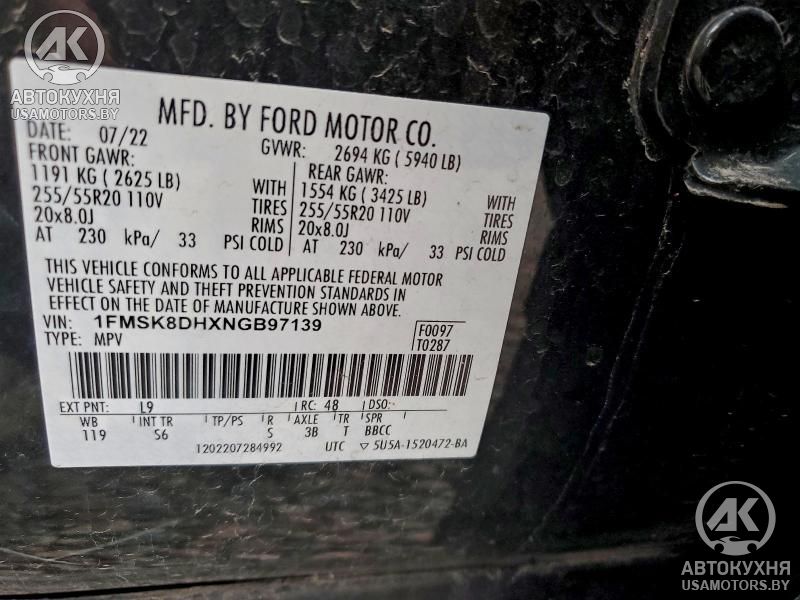 АК
АВТОКУХНЯ
USAMOTORS.BY
MFD. BY FORD MOTOR CO.
DATE: 07/22 GVWR: 2694 KG ( 5940 LB)
FRONT GAWR: REAR GAWR:
1191 KG ( 2625 LB) WITH 1554 KG ( 3425 LB) WITH
255/55R20 110V TIRES 255/55R20 110V TIRES
20x8.0J RIMS 20x8.0J RIMS
AT 230 kPa/ 33 PSI COLD AT 230 kPa/ 33 PSI COLD
THIS VEHICLE CONFORMS TO ALL APPLICABLE FEDERAL MOTOR
VEHICLE SAFETY AND THEFT PREVENTION STANDARDS IN
EFFECT ON THE DATE OF MANUFACTURE SHOWN ABOVE.
VIN: 1FMSK8DHXNGB97139 F0097
TYPE: MPV T0287
EXT PNT: L9 RC: 48 DSO:
WB INT TR TP/PS R AXLE TR SPR
119 S6 S 3B T BBCC
1202207284992 UTC 5U5A-1520472-BA
АК
АВТОКУХНЯ
USAMOTORS.BY